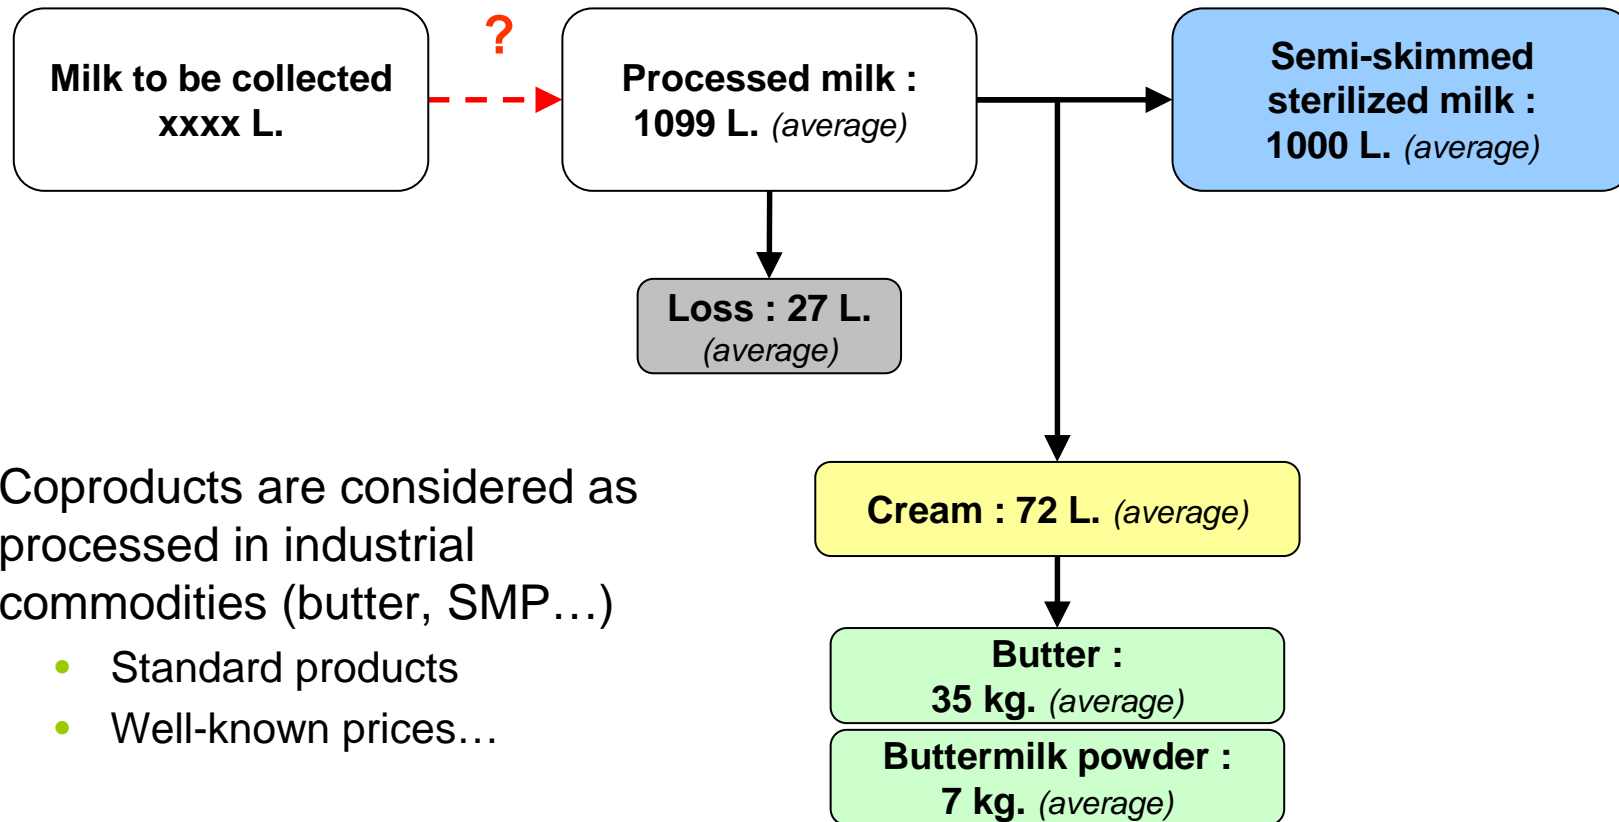 ?
Milk to be collected
xxxx L.
Processed milk :
1099 L. (average)
Semi-skimmed
sterilized milk :
1000 L. (average)
Loss : 27 L.
(average)
Coproducts are considered as
processed in industrial
commodities (butter, SMP…)
• Standard products
• Well-known prices…
Cream : 72 L. (average)
Butter :
35 kg. (average)
Buttermilk powder :
7 kg. (average)